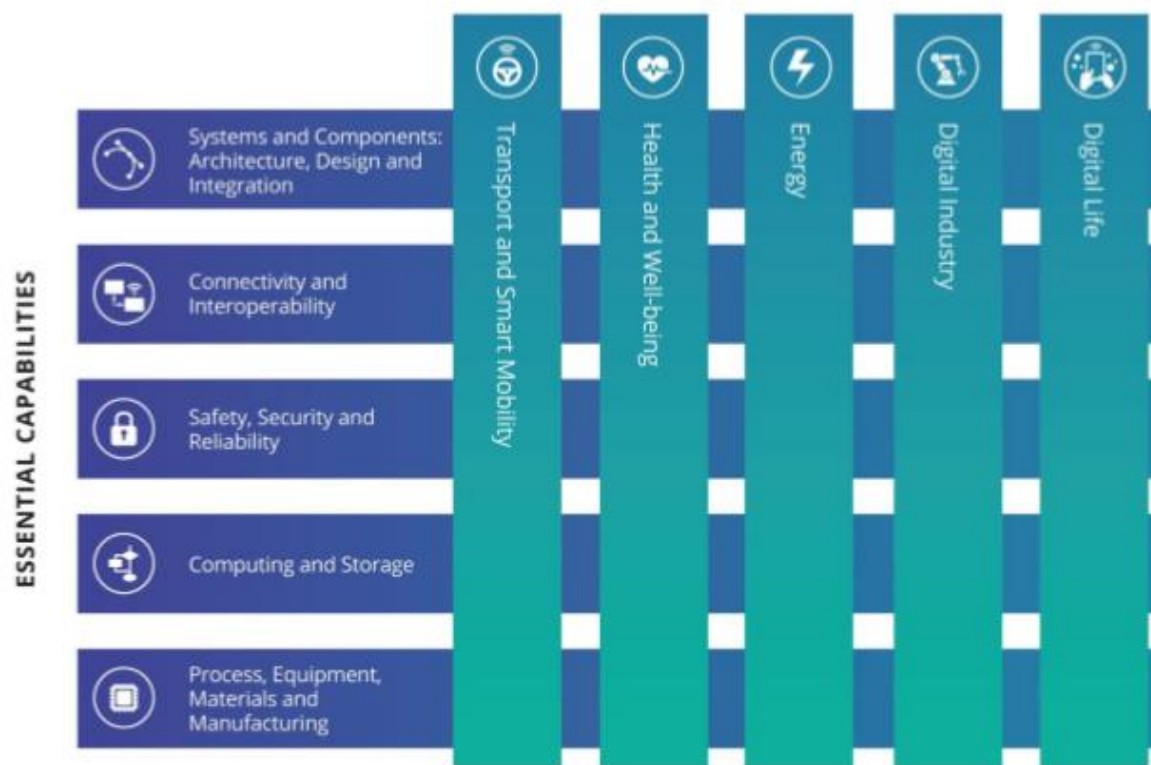 Transport and Smart Mobility
Health and Well-being
Energy
Digital Industry
Digital Life
ESSENTIAL CAPABILITIES
Systems and Components:
Architecture, Design and
Integration
Connectivity and
Interoperability
Safety, Security and
Reliability
Computing and Storage
Process, Equipment,
Materials and
Manufacturing